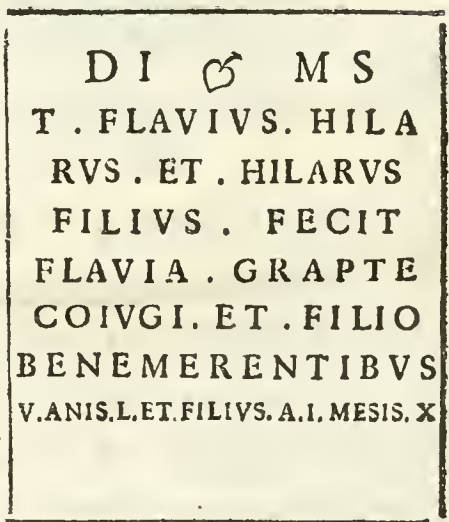 DI ❦ MS
T . FLAVIVS. HILA
RVS . ET . HILARVS
FILIVS . FECIT
FLAVIA . GRAPTE
COIVGI. ET . FILIO
BENEMERENTIBVS
V.ANIS.L.ET.FILIVS.A.I.MESIS.X